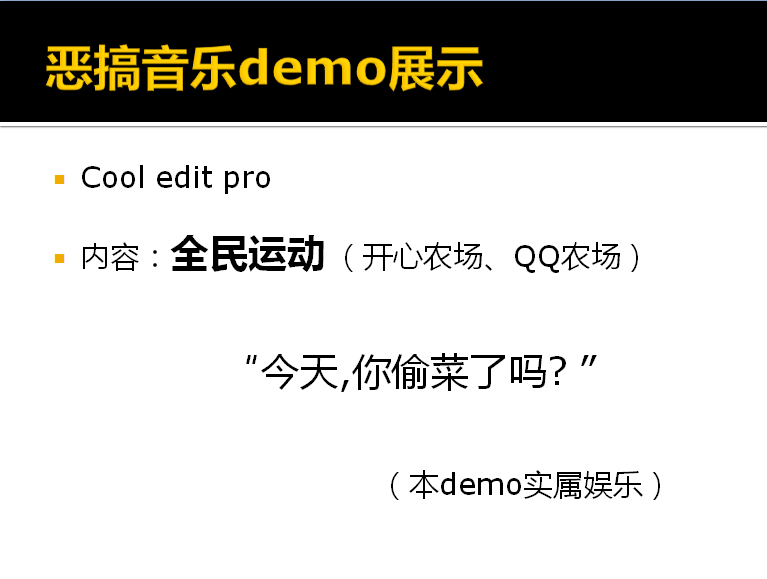 恶搞音乐demo展示
Cool edit pro
内容：全民运动（开心农场、QQ农场）
“今天,你偷菜了吗？”
（本demo实属娱乐）